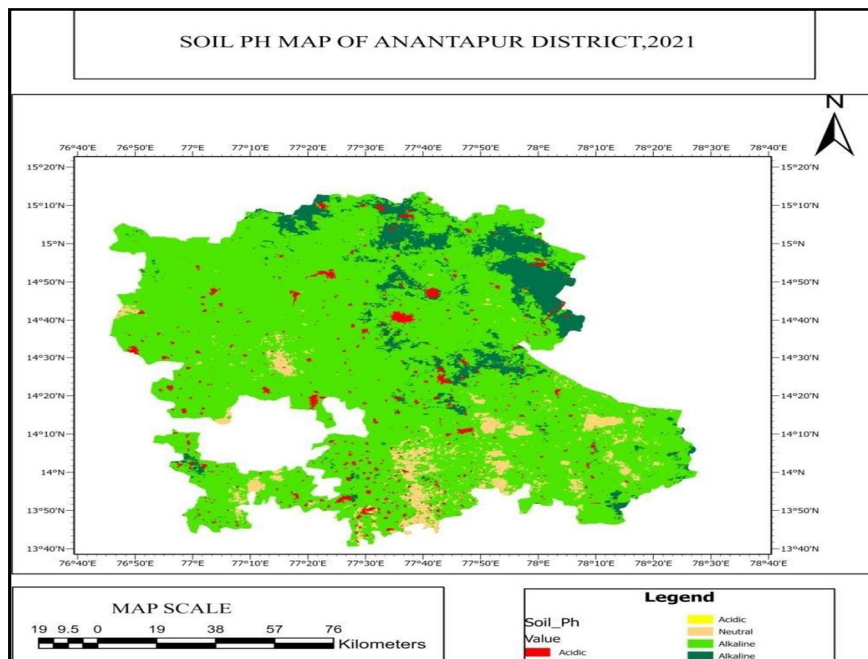 SOIL PH MAP OF ANANTAPUR DISTRICT,2021
N
76°40'E 76°50'E 77°0'E 77°10'E 77°20'E 77°30'E 77°40'E 77°50'E 78°0'E 78°10'E 78°20'E 78°30'E 78°40'E
15°20'N 15°20'N
15°10'N 15°10'N
15°N 15°N
14°50'N 14°50'N
14°40'N 14°40'N
14°30'N 14°30'N
14°20'N 14°20'N
14°10'N 14°10'N
14°N 14°N
13°50'N 13°50'N
13°40'N 13°40'N
76°40'E 76°50'E 77°0'E 77°10'E 77°20'E 77°30'E 77°40'E 77°50'E 78°0'E 78°10'E 78°20'E 78°30'E 78°40'E
MAP SCALE
19 9.5 0 19 38 57 76
Kilometers
Legend
Soil_Ph
Value
Acidic
Acidic
Neutral
Alkaline
Alkaline